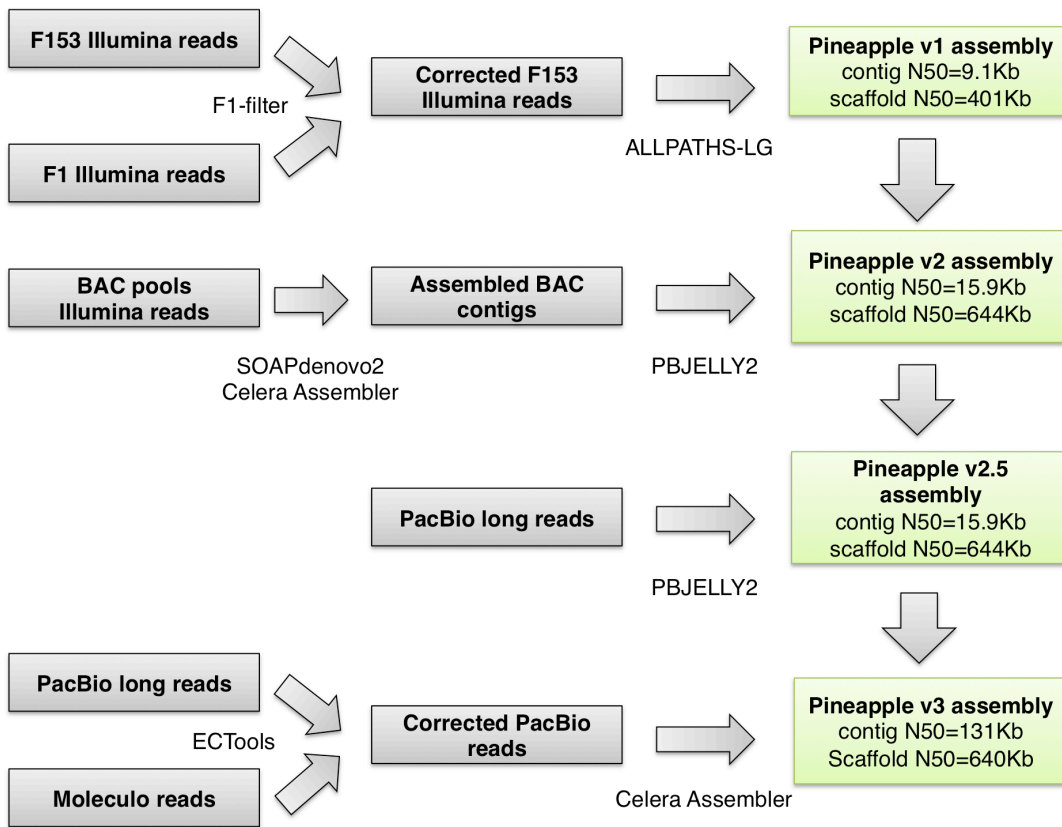 F153 Illumina reads
F1 Illumina reads
F1-filter
Corrected F153
Illumina reads
ALLPATHS-LG
Pineapple v1 assembly
contig N50=9.1Kb
scaffold N50=401Kb
BAC pools
Illumina reads
SOAPdenovo2
Celera Assembler
Assembled BAC
contigs
PBJELLY2
Pineapple v2 assembly
contig N50=15.9Kb
scaffold N50=644Kb
PacBio long reads
PBJELLY2
Pineapple v2.5
assembly
contig N50=15.9Kb
scaffold N50=644Kb
PacBio long reads
Moleculo reads
ECTools
Corrected PacBio
reads
Celera Assembler
Pineapple v3 assembly
contig N50=131Kb
Scaffold N50=640Kb